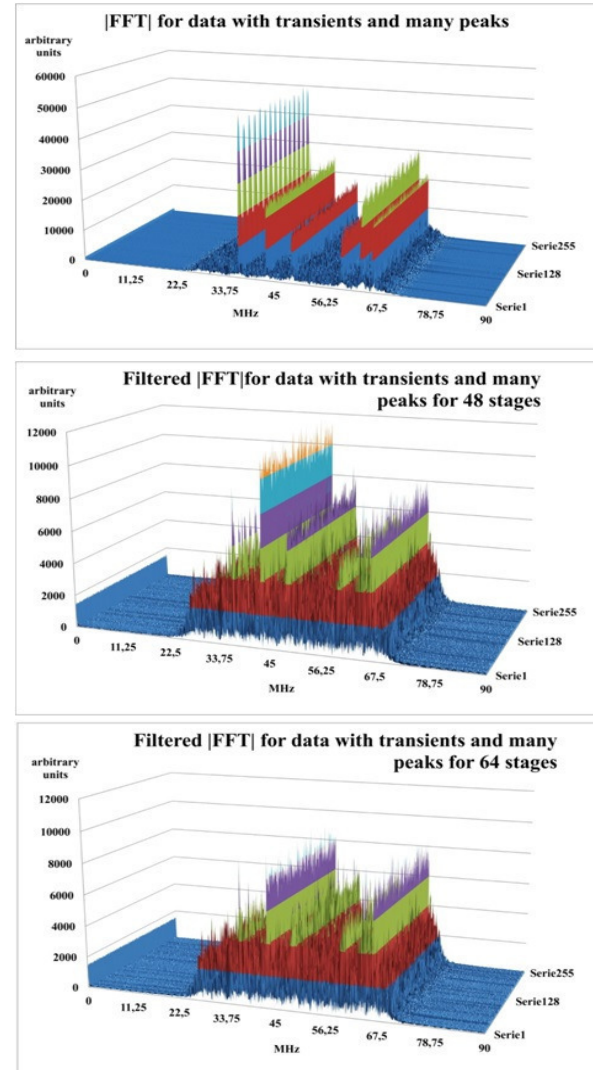 |FFT| for data with transients and many peaks
arbitrary
units
60000
50000
40000
30000
20000
10000
0
0
11,25
22,5
33,75
45
56,25
67,5
78,75
90
MHz
Serie255
Serie128
Serie1
Filtered |FFT|for data with transients and many
peaks for 48 stages
arbitrary
units
12000
10000
8000
6000
4000
2000
0
0
11,25
22,5
33,75
45
56,25
67,5
78,75
90
MHz
Serie255
Serie128
Serie1
Filtered |FFT| for data with transients and many
peaks for 64 stages
arbitrary
units
12000
10000
8000
6000
4000
2000
0
0
11,25
22,5
33,75
45
56,25
67,5
78,75
90
MHz
Serie255
Serie128
Serie1